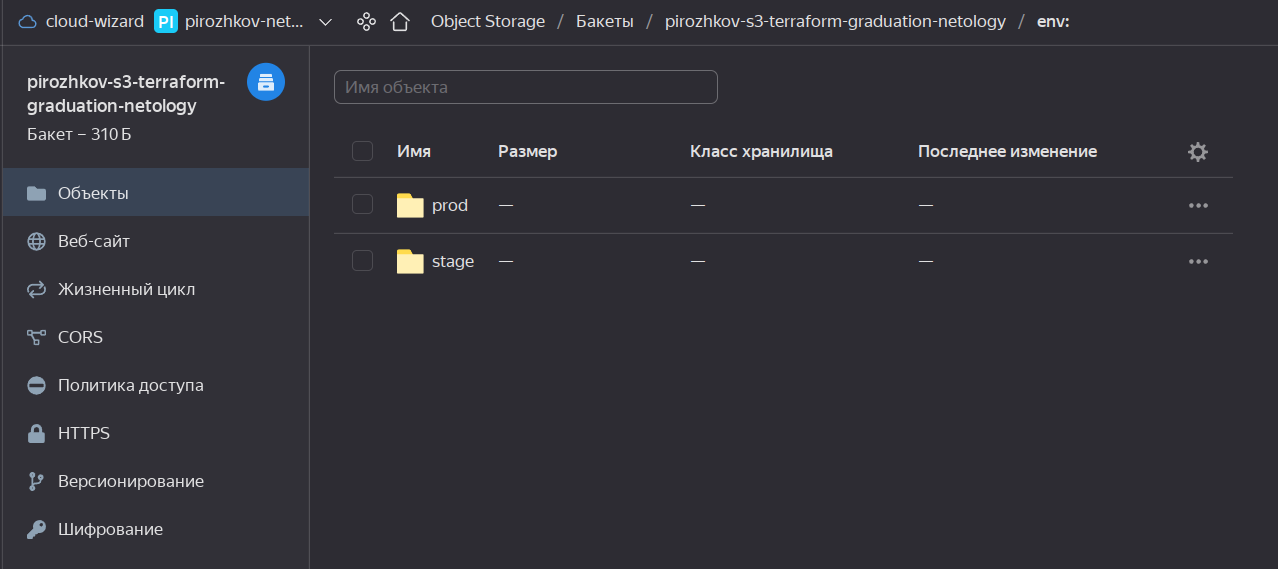 cloud-wizard PI pirozhkov-net... Object Storage / Бакеты / pirozhkov-s3-terraform-graduation-netology / env:
pirozhkov-s3-terraform-
graduation-netology
Бакет – 310 Б
Объекты
Веб-сайт
Жизненный цикл
CORS
Политика доступа
HTTPS
Версионирование
Шифрование
Имя объекта
Имя Размер Класс хранилища Последнее изменение
prod — — —
stage — — —